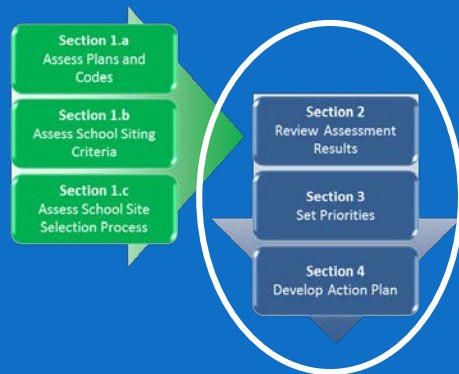 Section 1.a
Assess Plans and
Codes
Section 1.b
Assess School Siting
Criteria
Section 1.c
Assess School Site
Selection Process
Section 2
Review Assessment
Results
Section 3
Set Priorities
Section 4
Develop Action Plan